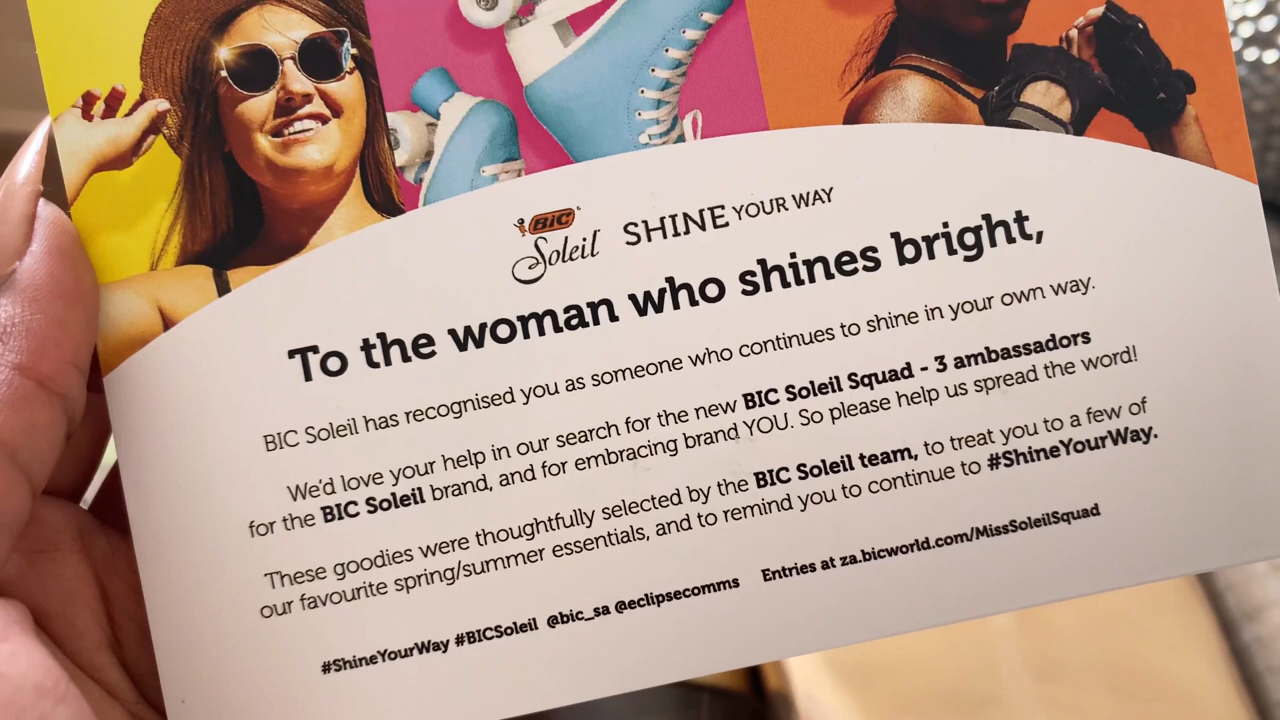 BIC
Soleil
SHINE YOUR WAY
To the woman who shines bright,
BIC Soleil has recognised you as someone who continues to shine in your own way.
We'd love your help in our search for the new BIC Soleil Squad - 3 ambassadors
for the BIC Soleil brand, and for embracing brand YOU. So please help us spread the word!
These goodies were thoughtfully selected by the BIC Soleil team, to treat you to a few of
our favourite spring/summer essentials, and to remind you to continue to #ShineYourWay.
#ShineYourWay #BICSoleil @bic_sa @eclipsecomms Entries at za.bicworld.com/MissSoleilSquad